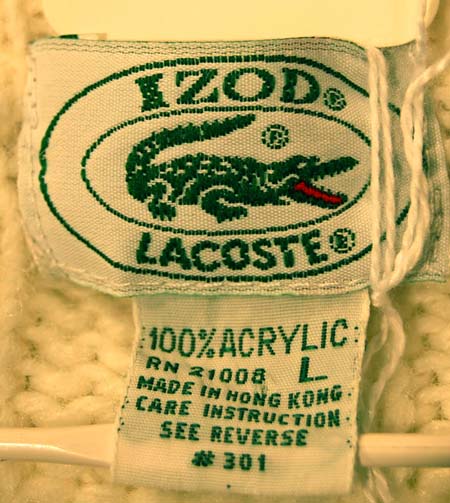 IZOD®
®
LACOSTE®
100% ACRYLIC
RN 21008 L
MADE IN HONG KONG
CARE INSTRUCTION
SEE REVERSE
# 301